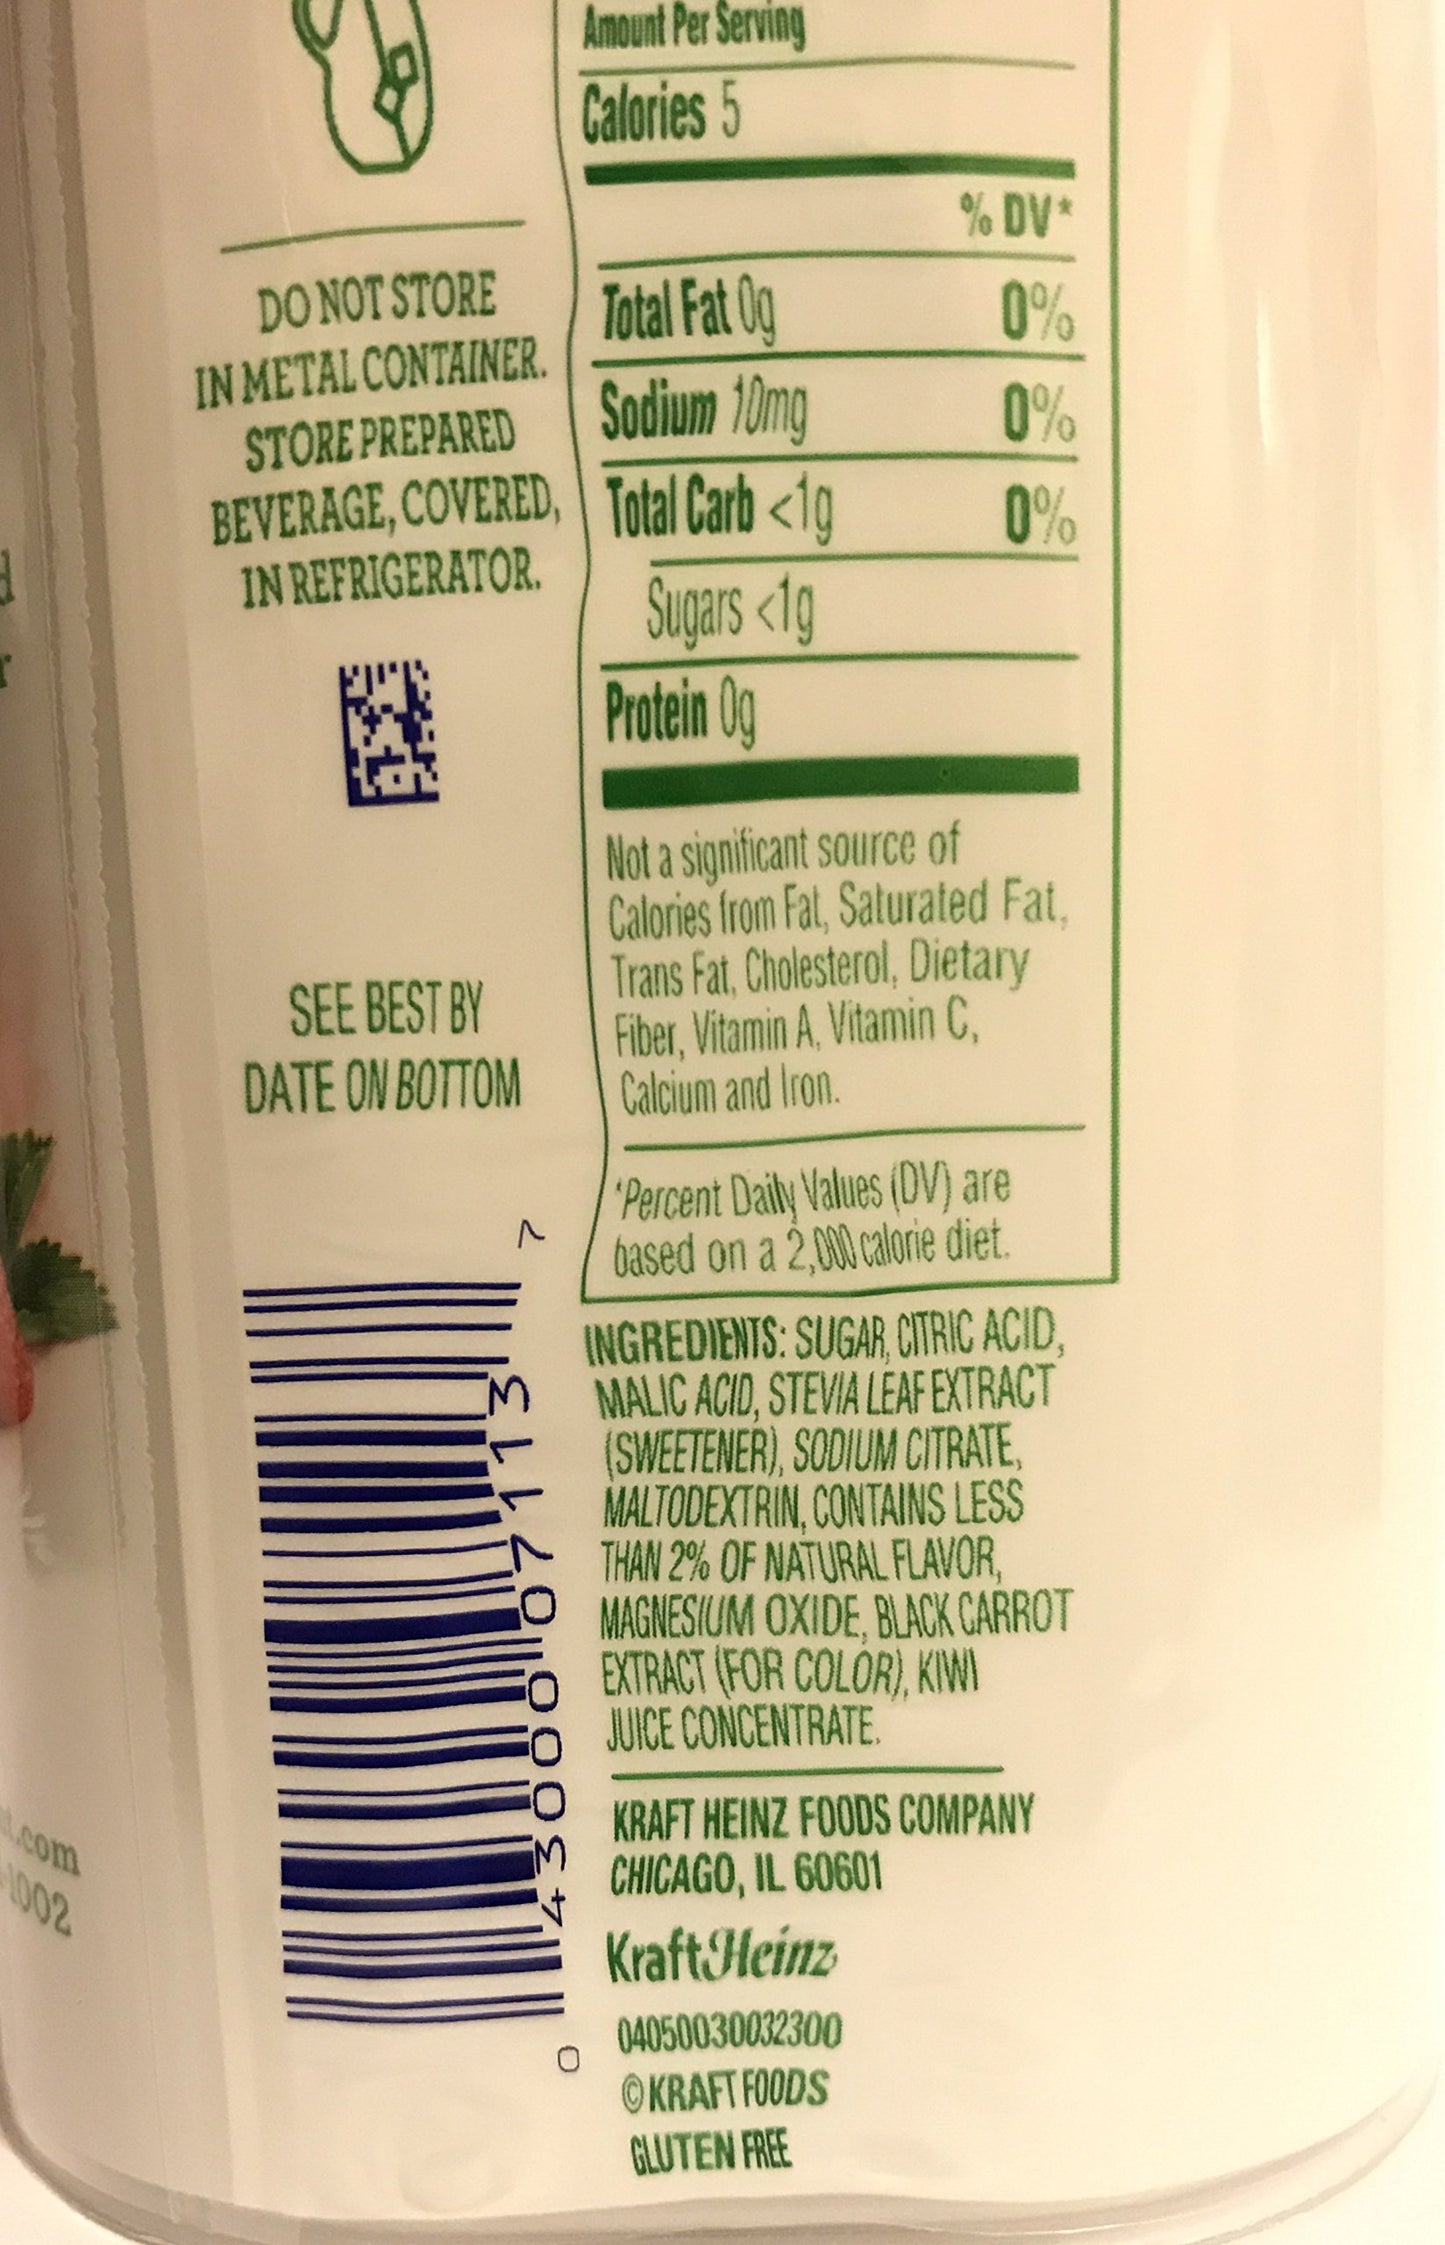 DO NOT STORE
IN METAL CONTAINER.
STORE PREPARED
BEVERAGE, COVERED,
IN REFRIGERATOR.
SEE BEST BY
DATE ON BOTTOM
0 43000 07113 7
Amount Per Serving
Calories 5
% DV*
Total Fat 0g 0%
Sodium 10mg 0%
Total Carb <1g 0%
Sugars <1g
Protein 0g
Not a significant source of
Calories from Fat, Saturated Fat,
Trans Fat, Cholesterol, Dietary
Fiber, Vitamin A, Vitamin C,
Calcium and Iron.
*Percent Daily Values (DV) are
based on a 2,000 calorie diet.
INGREDIENTS: SUGAR, CITRIC ACID,
MALIC ACID, STEVIA LEAF EXTRACT
(SWEETENER), SODIUM CITRATE,
MALTODEXTRIN, CONTAINS LESS
THAN 2% OF NATURAL FLAVOR,
MAGNESIUM OXIDE, BLACK CARROT
EXTRACT (FOR COLOR), KIWI
JUICE CONCENTRATE.
KRAFT HEINZ FOODS COMPANY
CHICAGO, IL 60601
KraftHeinz
04050030032300
© KRAFT FOODS
GLUTEN FREE
.com
-1002